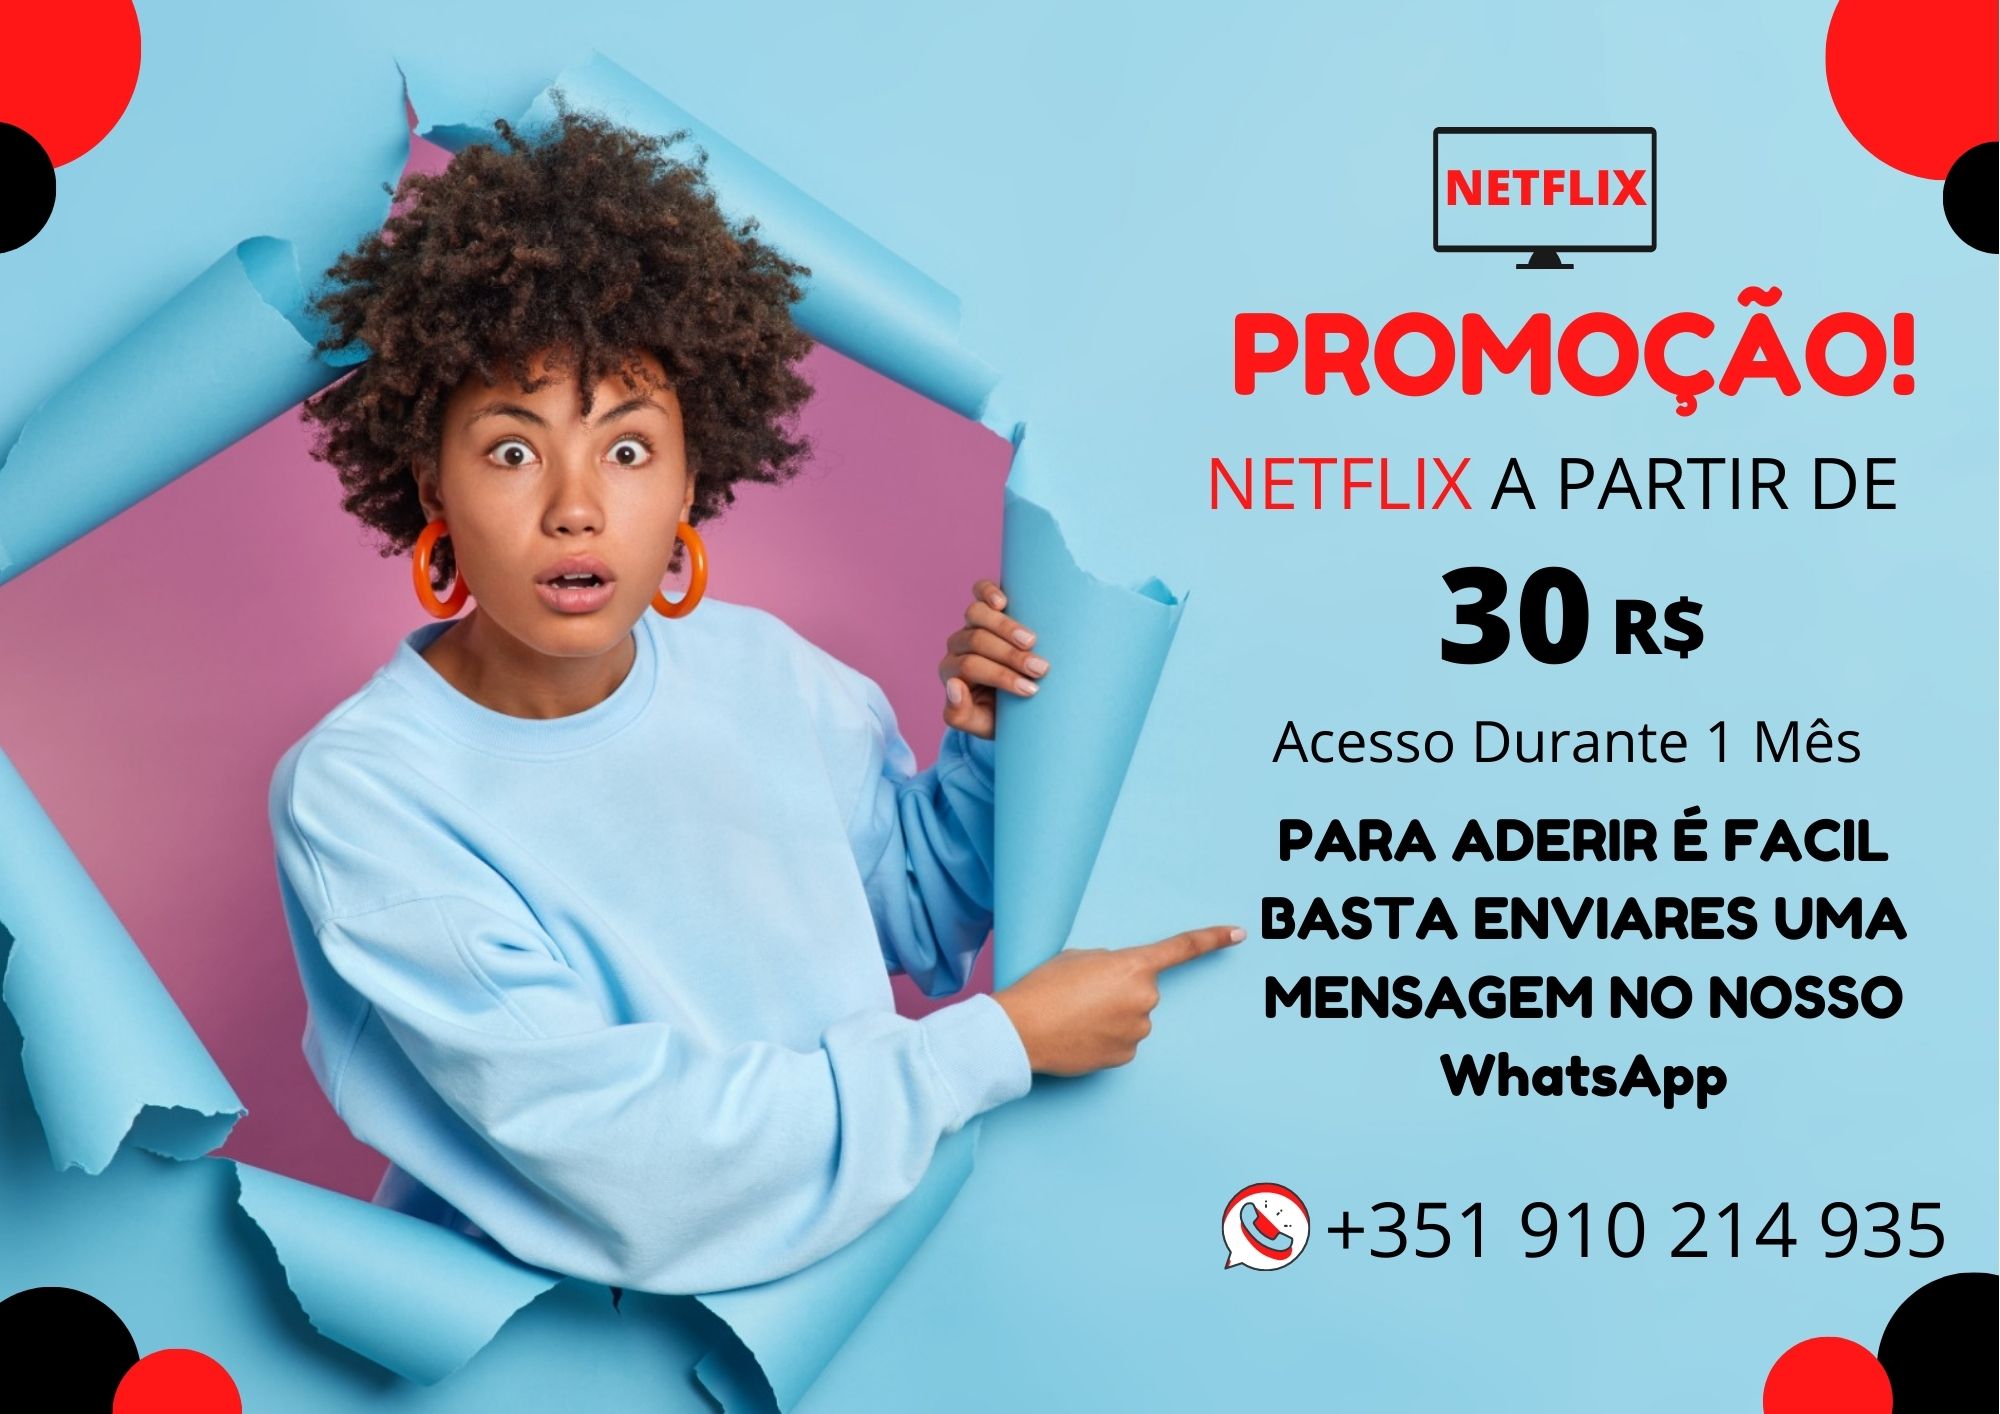 NETFLIX
PROMOÇÃO!
NETFLIX A PARTIR DE
30 R$
Acesso Durante 1 Mês
PARA ADERIR É FACIL
BASTA ENVIARES UMA
MENSAGEM NO NOSSO
WhatsApp
+351 910 214 935